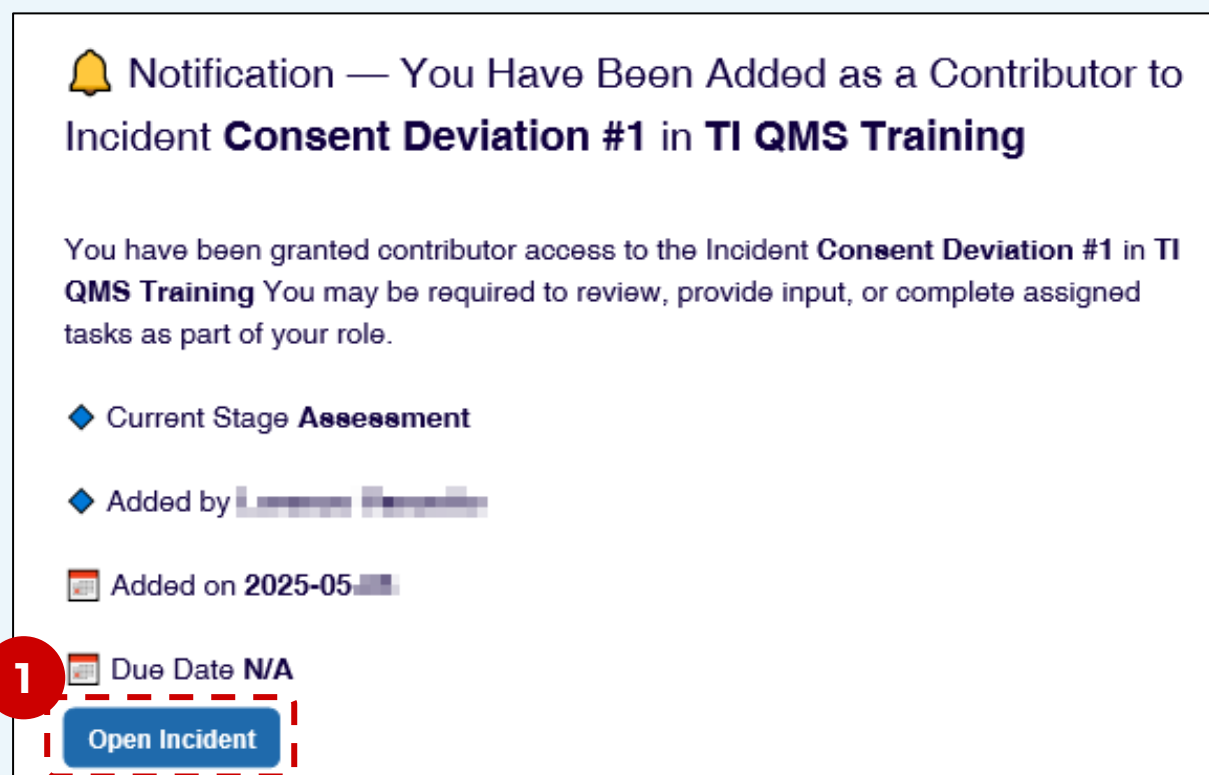 Notification — You Have Been Added as a Contributor to
Incident Consent Deviation #1 in TI QMS Training
You have been granted contributor access to the Incident Consent Deviation #1 in TI
QMS Training You may be required to review, provide input, or complete assigned
tasks as part of your role.
Current Stage Assessment
Added by
Added on 2025-05-
Due Date N/A
1
Open Incident